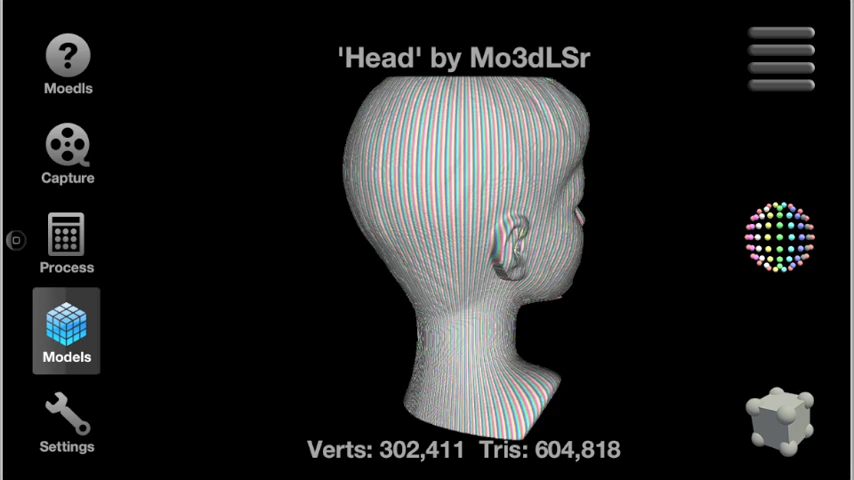 'Head' by Mo3dLSr
Moedls
Capture
Process
Models
Settings
Verts: 302,411 Tris: 604,818